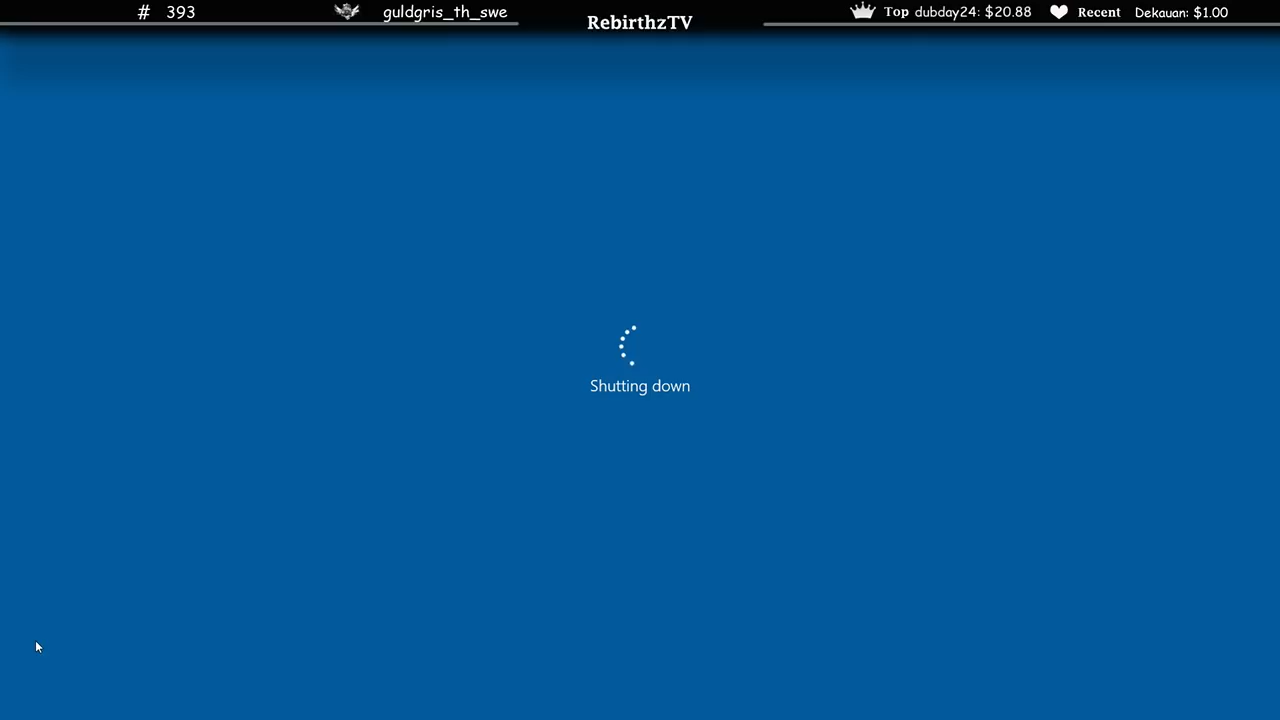 # 393 guldgris_th_swe RebirthzTV Top dubday24: $20.88 Recent Dekauan: $1.00
Shutting down